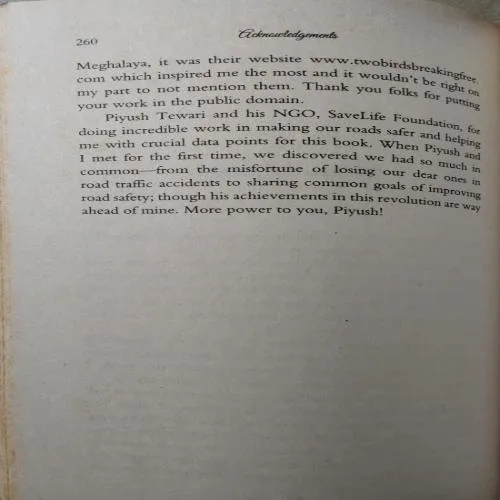 260
Acknowledgements
Meghalaya, it was their website www.twobirdsbreakingfree.
com which inspired me the most and it wouldn't be right on
my part to not mention them. Thank you folks for putting
your work in the public domain.
Piyush Tewari and his NGO, SaveLife Foundation, for
doing incredible work in making our roads safer and helping
me with crucial data points for this book. When Piyush and
I met for the first time, we discovered we had so much in
common—from the misfortune of losing our dear ones in
road traffic accidents to sharing common goals of improving
road safety; though his achievements in this revolution are way
ahead of mine. More power to you, Piyush!